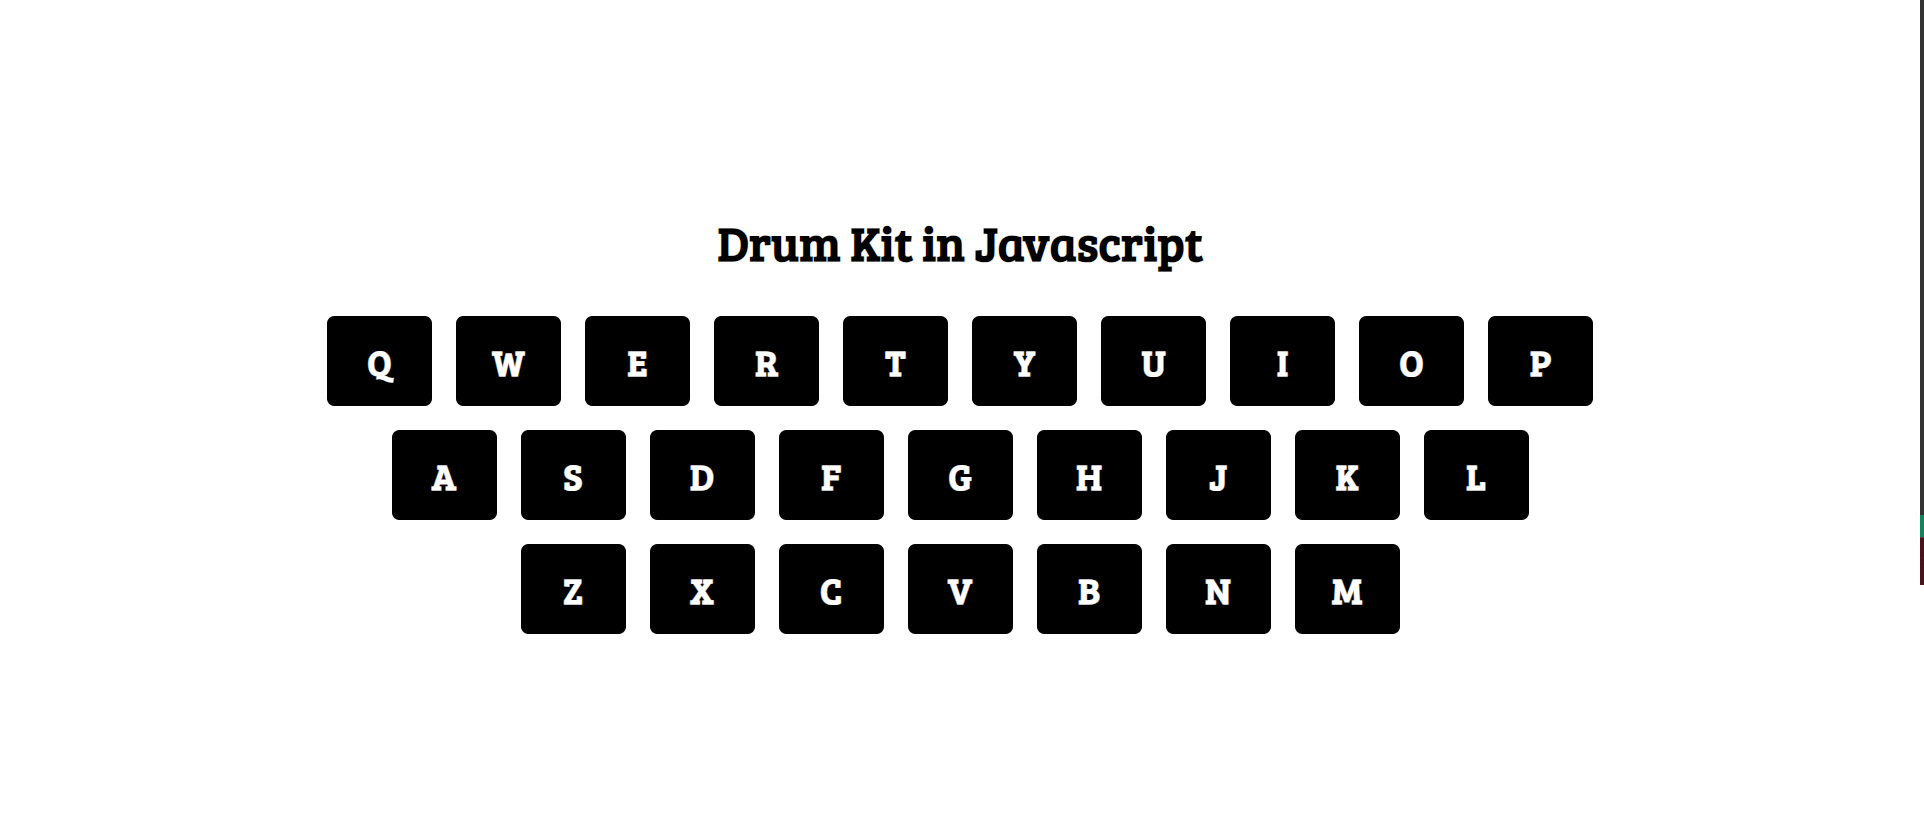 Drum Kit in Javascript
Q W E R T Y U I O P
A S D F G H J K L
Z X C V B N M